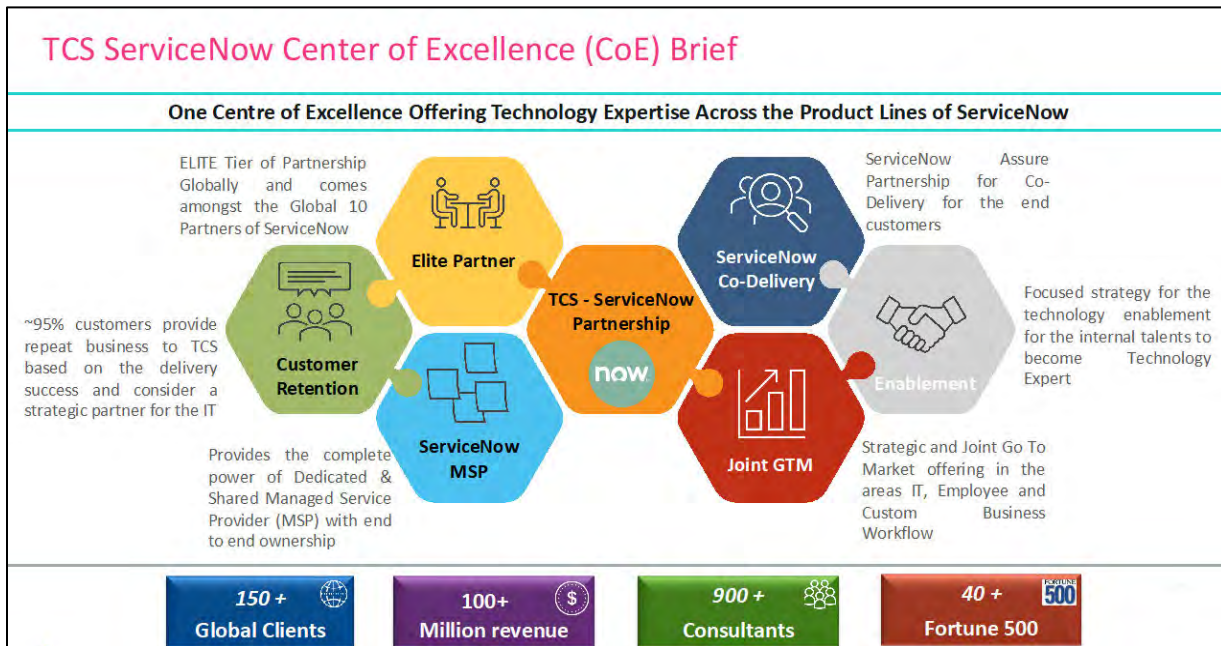 TCS ServiceNow Center of Excellence (CoE) Brief
One Centre of Excellence Offering Technology Expertise Across the Product Lines of ServiceNow
ELITE Tier of Partnership
Globally and comes
amongst the Global 10
Partners of ServiceNow
Elite Partner
~95% customers provide
repeat business to TCS
based on the delivery
success and consider a
strategic partner for the IT
Customer
Retention
Provides the complete
power of Dedicated &
Shared Managed Service
Provider (MSP) with end
to end ownership
ServiceNow
MSP
TCS - ServiceNow
Partnership
now
ServiceNow
Co-Delivery
ServiceNow Assure
Partnership for Co-
Delivery for the end
customers
Enablement
Focused strategy for the
technology enablement
for the internal talents to
become Technology
Expert
Joint GTM
Strategic and Joint Go To
Market offering in the
areas IT, Employee and
Custom Business
Workflow
150 +
Global Clients
100+
$
Million revenue
900 +
Consultants
40 +
FORTUNE
500
Fortune 500